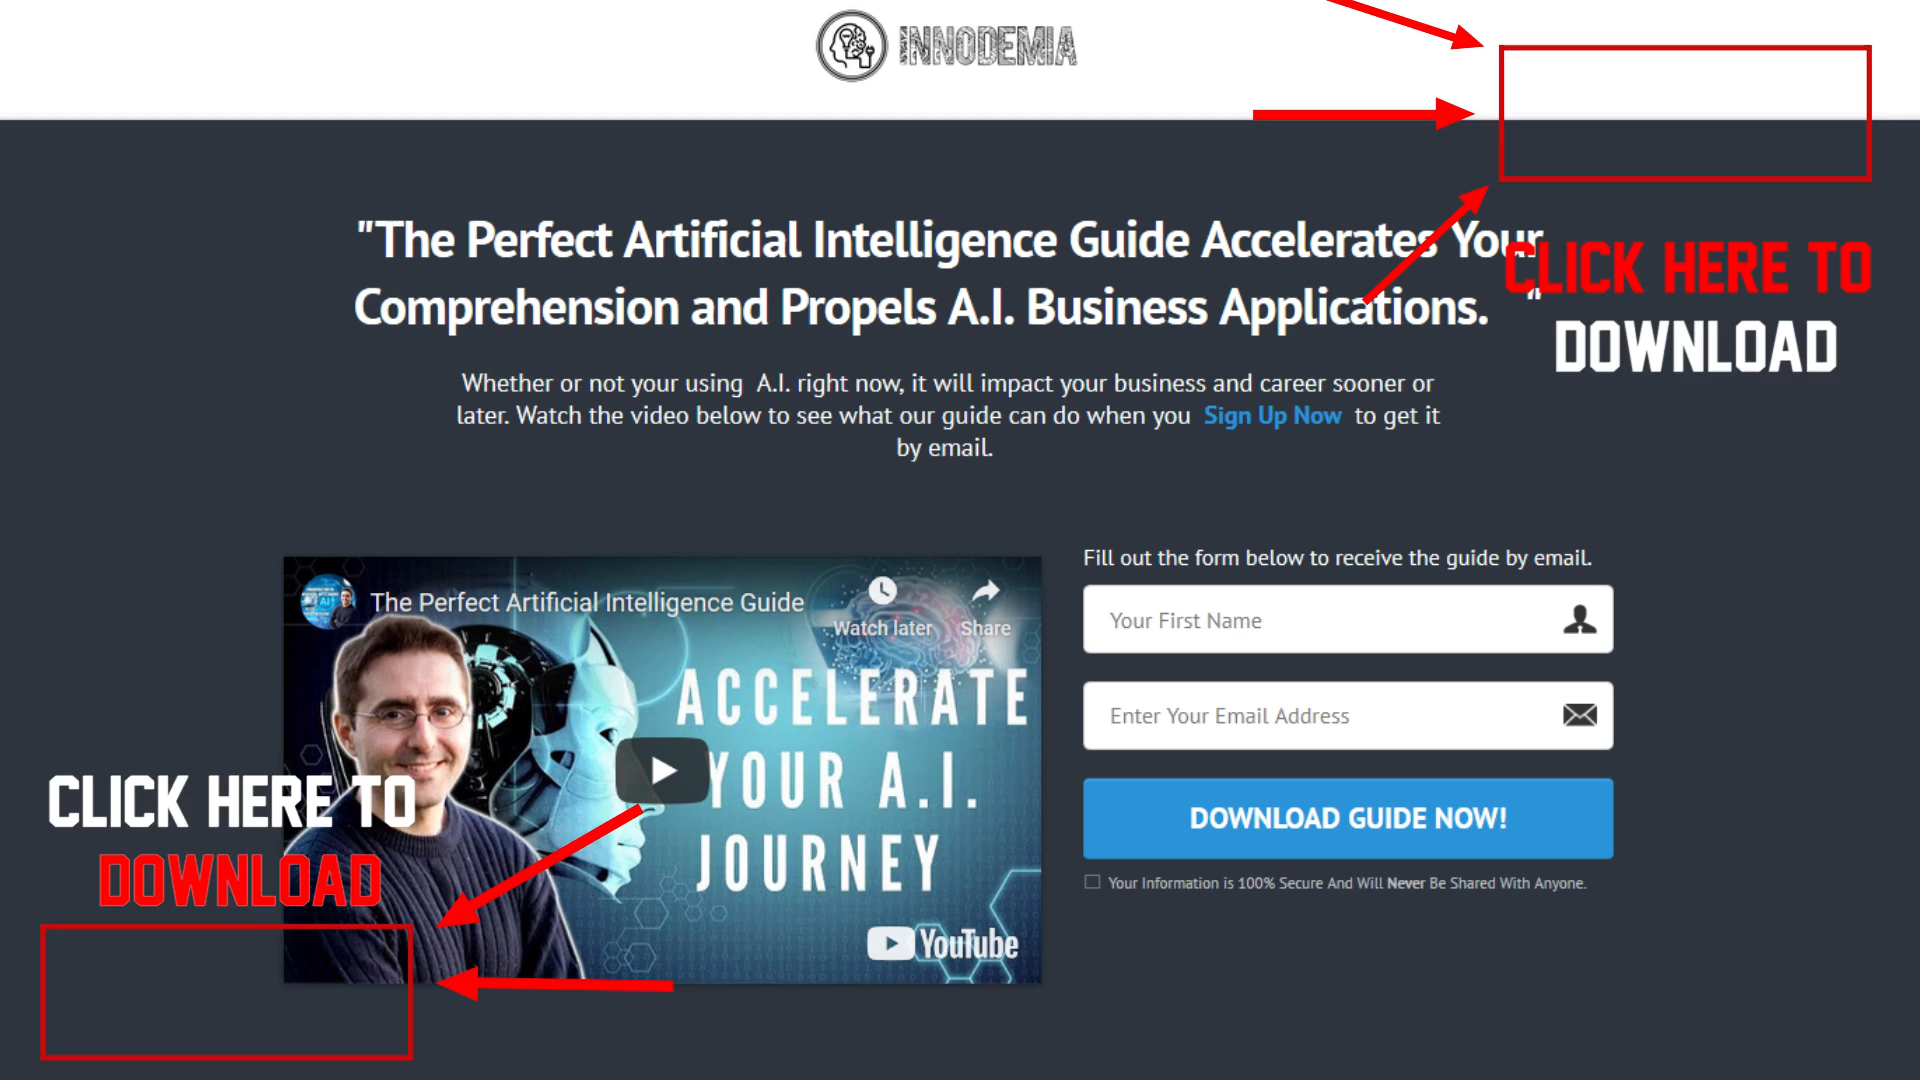 INNODEMIA
"The Perfect Artificial Intelligence Guide Accelerates Your
Comprehension and Propels A.I. Business Applications. "
CLICK HERE TO
DOWNLOAD
Whether or not your using A.I. right now, it will impact your business and career sooner or
later. Watch the video below to see what our guide can do when you Sign Up Now to get it
by email.
The Perfect Artificial Intelligence Guide
Watch later
Share
ACCELERATE
YOUR A.I.
JOURNEY
YouTube
CLICK HERE TO
DOWNLOAD
Fill out the form below to receive the guide by email.
Your First Name
Enter Your Email Address
DOWNLOAD GUIDE NOW!
Your Information is 100% Secure And Will Never Be Shared With Anyone.